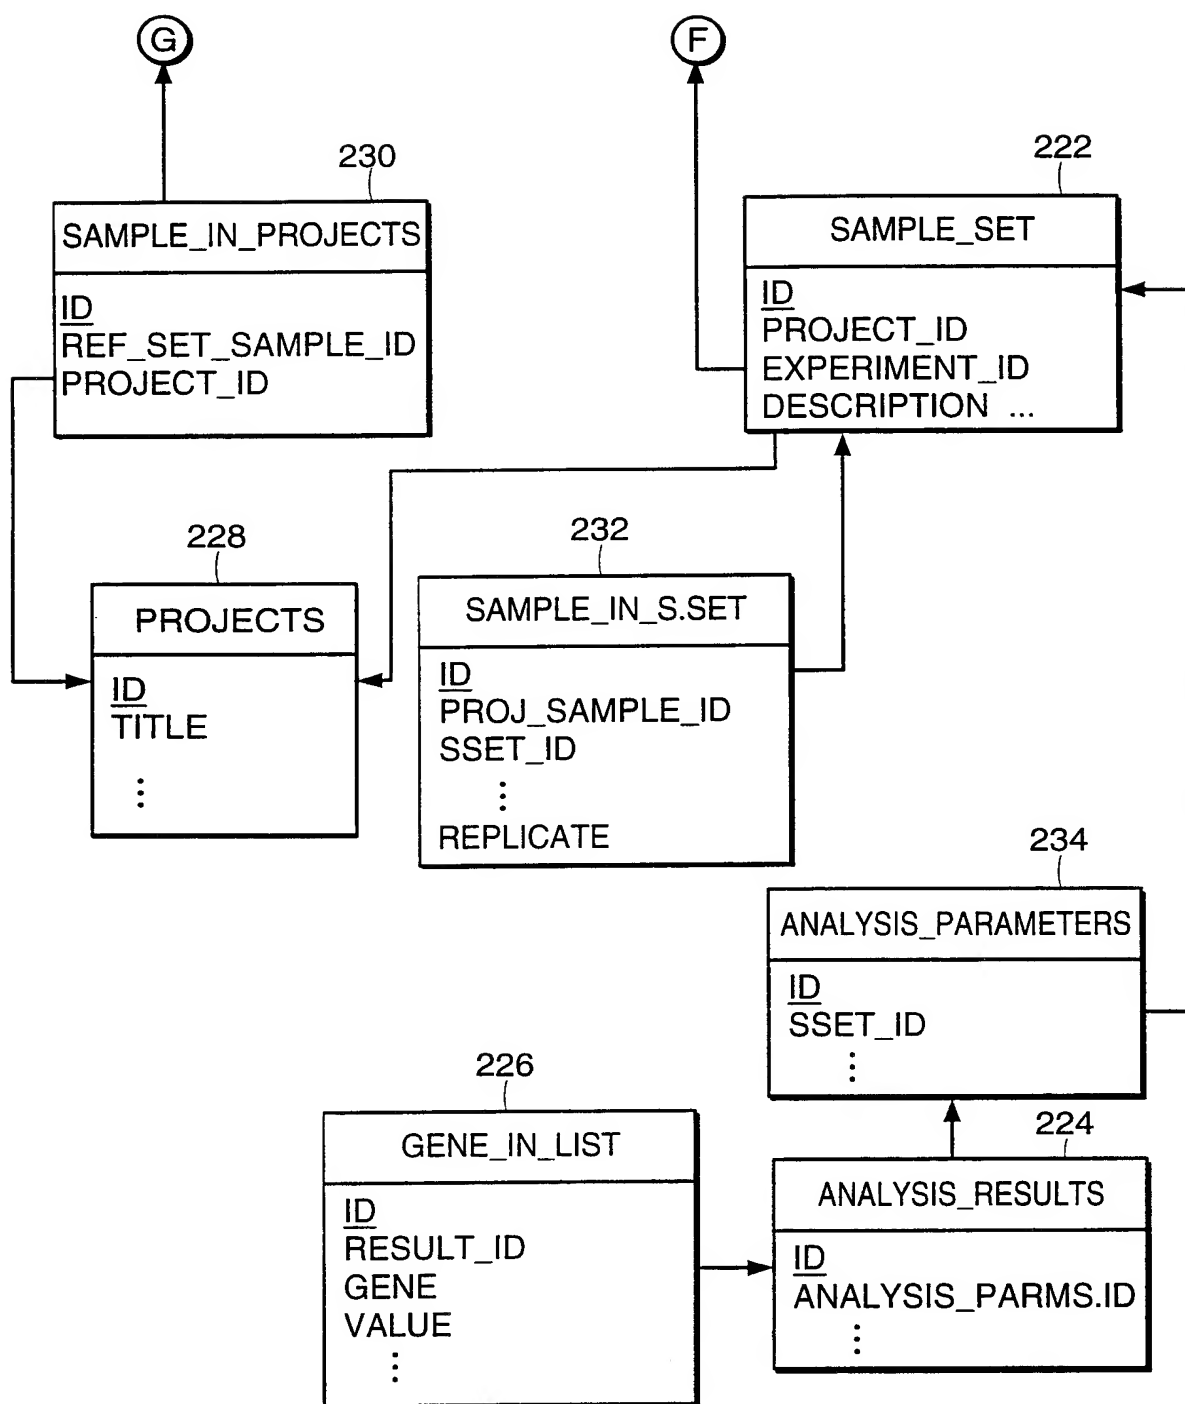 G
F
230
SAMPLE_IN_PROJECTS
ID
REF_SET_SAMPLE_ID
PROJECT_ID
222
SAMPLE_SET
ID
PROJECT_ID
EXPERIMENT_ID
DESCRIPTION ...
228
PROJECTS
ID
TITLE
⋮
232
SAMPLE_IN_S.SET
ID
PROJ_SAMPLE_ID
SSET_ID
⋮
REPLICATE
234
ANALYSIS_PARAMETERS
ID
SSET_ID
⋮
226
GENE_IN_LIST
ID
RESULT_ID
GENE
VALUE
⋮
224
ANALYSIS_RESULTS
ID
ANALYSIS_PARMS.ID
⋮